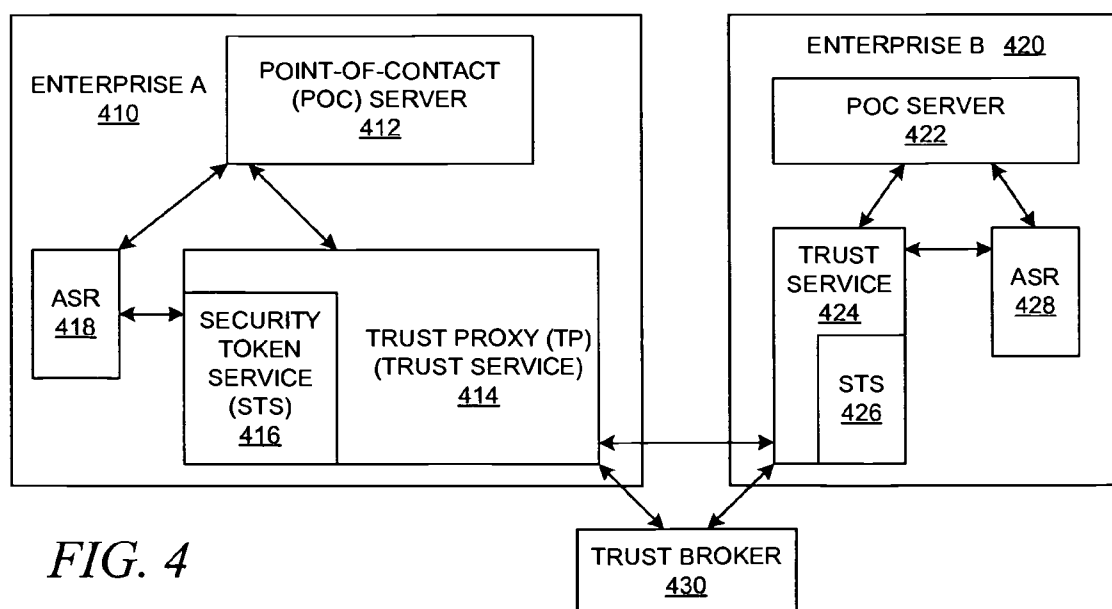 ENTERPRISE A
410
POINT-OF-CONTACT
(POC) SERVER
412
ASR
418
SECURITY
TOKEN
SERVICE
(STS)
416
TRUST PROXY (TP)
(TRUST SERVICE)
414
ENTERPRISE B 420
POC SERVER
422
TRUST
SERVICE
424
STS
426
ASR
428
TRUST BROKER
430
FIG. 4